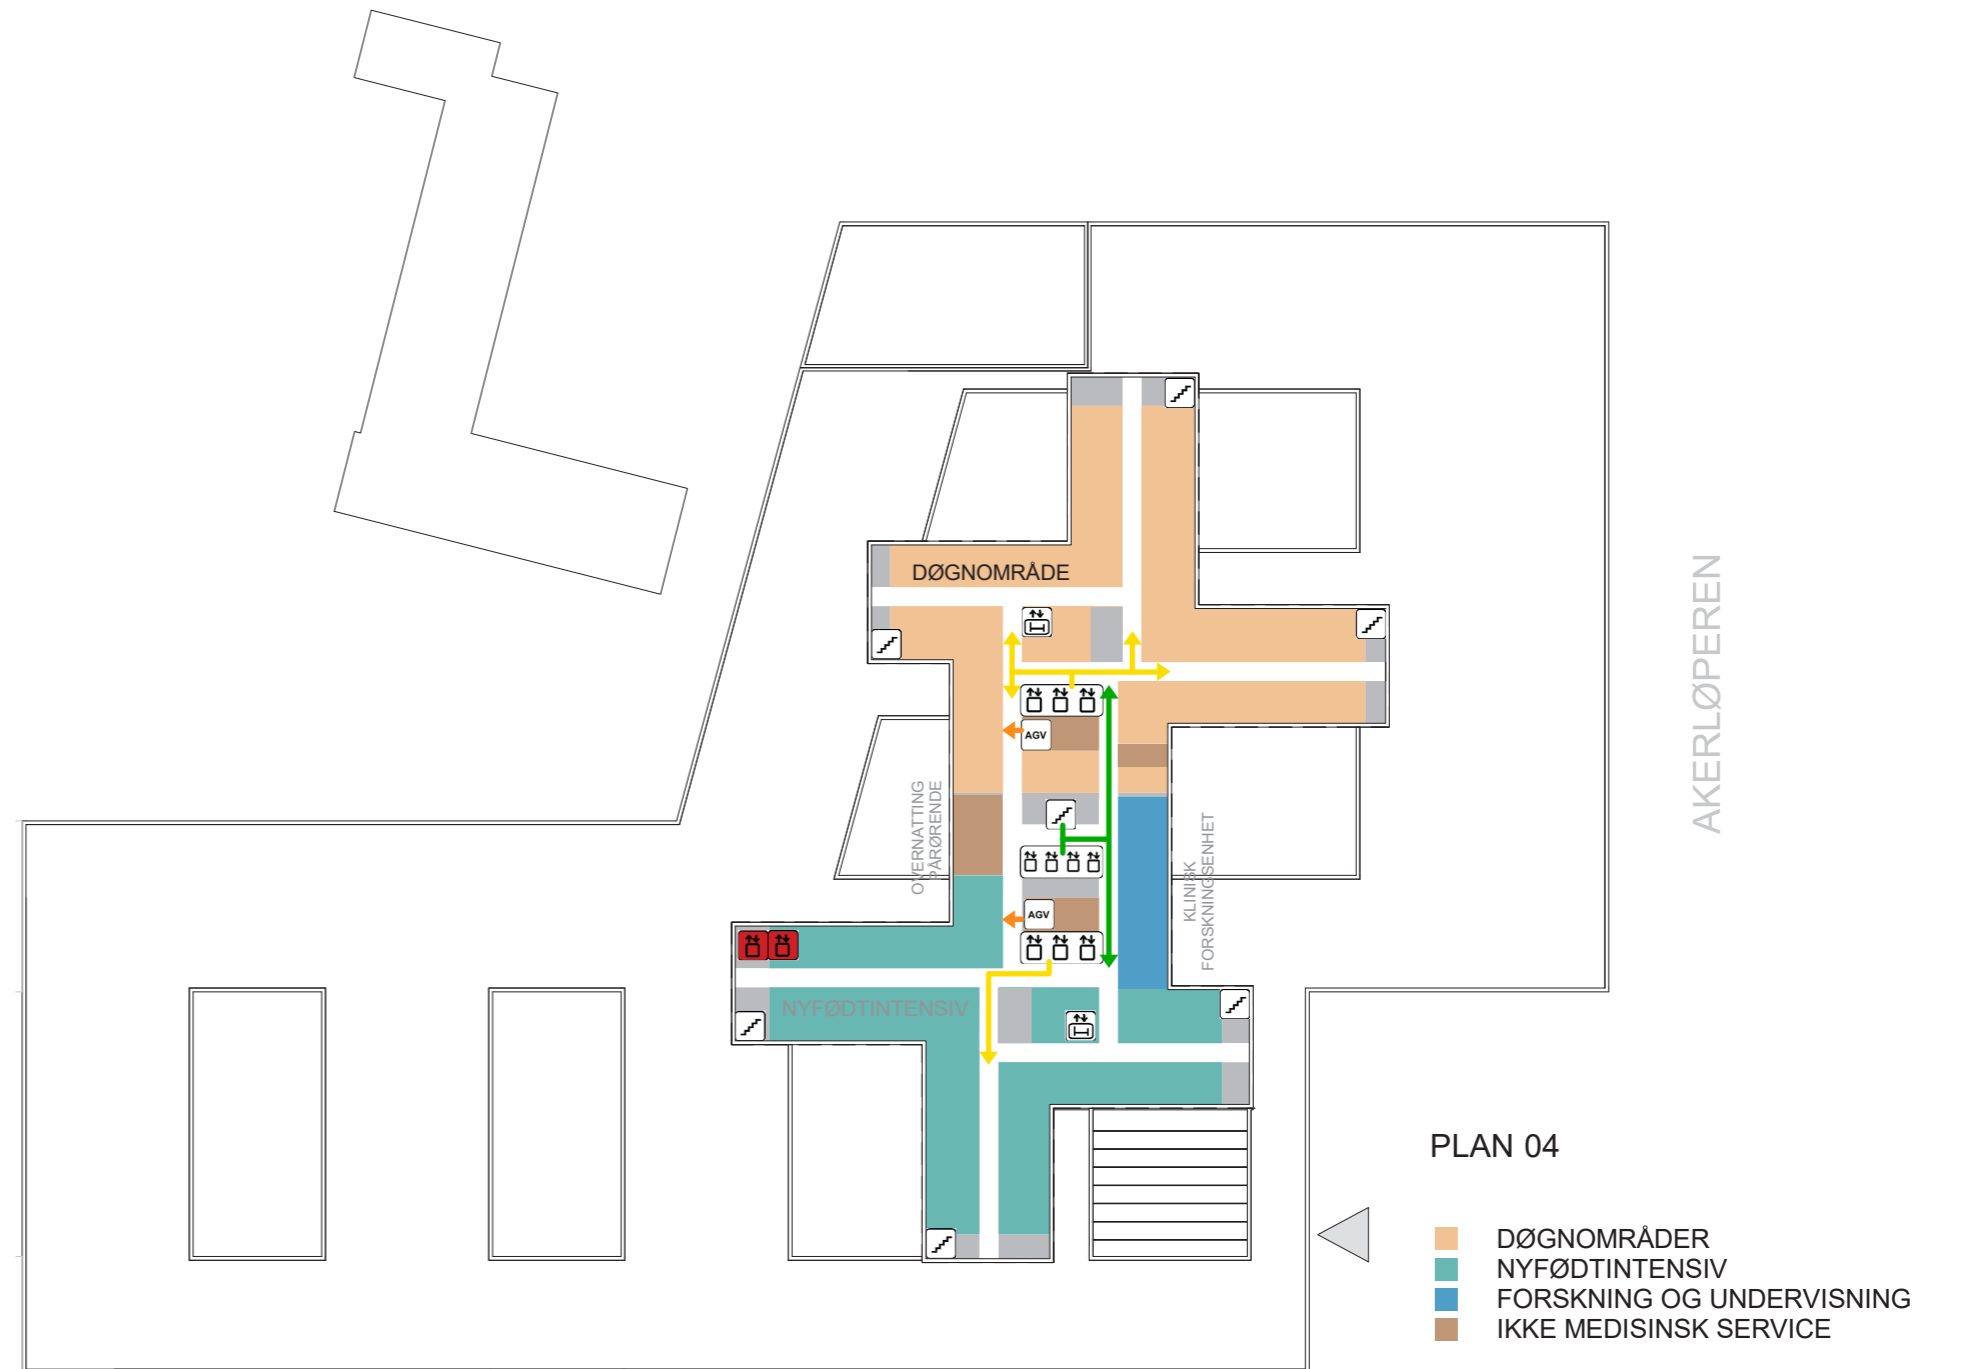 DØGNOMRÅDE
AGV
OVERNATTING
PÅRØRENDE
KLINISK
FORSKNINGSENHET
AGV
NYFØDTINTENSIV
AKERLØPEREN
PLAN 04
DØGNOMRÅDER
NYFØDTINTENSIV
FORSKNING OG UNDERVISNING
IKKE MEDISINSK SERVICE